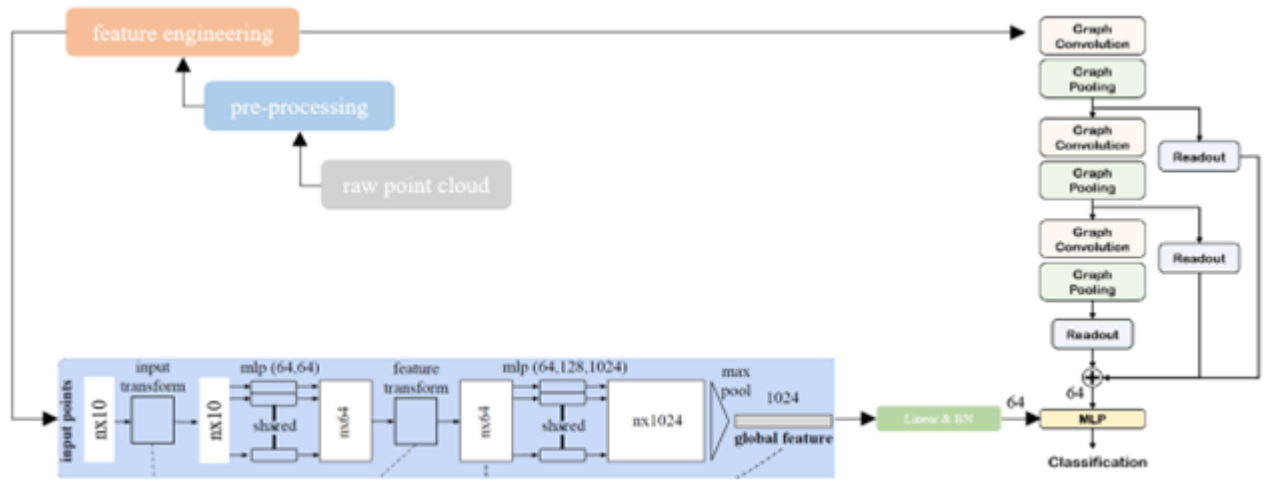 feature engineering
pre-processing
raw point cloud
Graph
Convolution
Graph
Pooling
Graph
Convolution
Readout
Graph
Pooling
Graph
Convolution
Readout
Graph
Pooling
Readout
64
input points
nx10
input
transform
nx10
mlp (64,64)
shared
nx64
feature
transform
nx64
mlp (64,128,1024)
shared
nx1024
max
pool
1024
global feature
Linear & BN
64
MLP
Classification